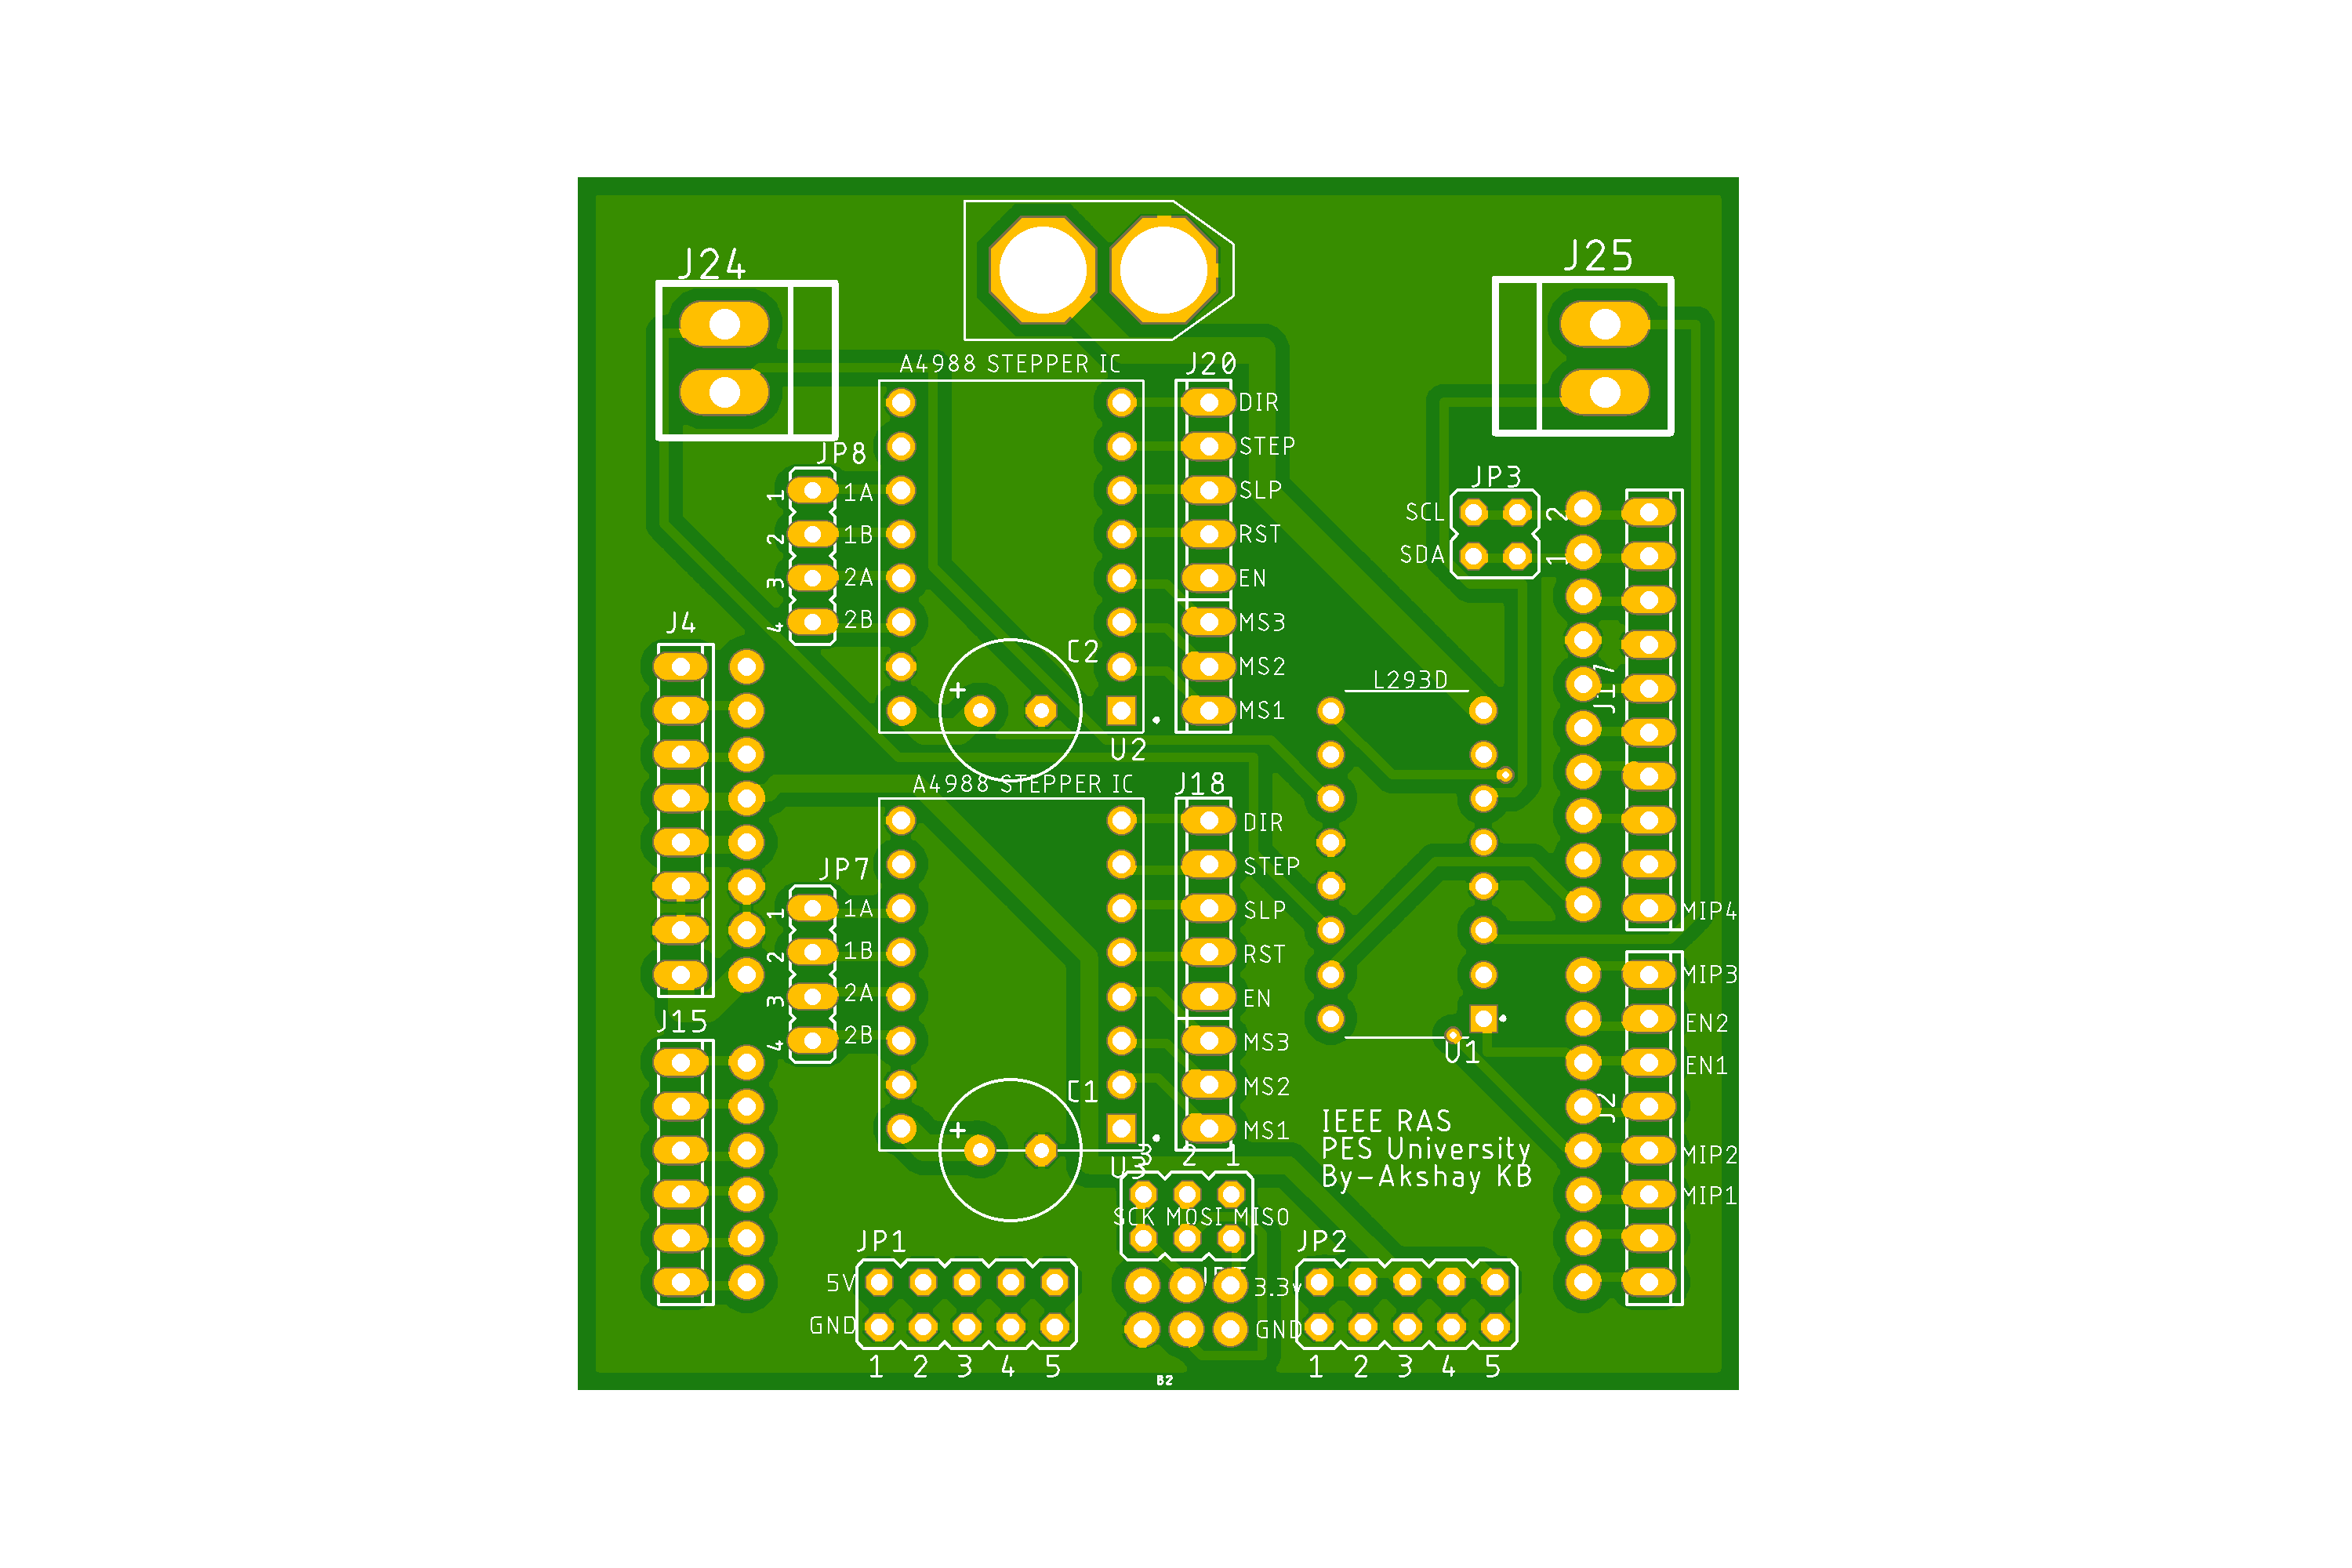 J24
J25
A4988 STEPPER IC
J20
DIR
STEP
SLP
RST
EN
MS3
MS2
MS1
JP8
1 1A
2 1B
3 2A
4 2B
JP3
SCL 2
SDA 1
J4
C2
+
U2
L293D
J17
A4988 STEPPER IC
J18
DIR
STEP
SLP
RST
EN
MS3
MS2
MS1
JP7
1 1A
2 1B
3 2A
4 2B
MIP4
MIP3
EN2
EN1
J2
MIP2
MIP1
J15
U1
C1
+
U3
3 2 1
IEEE RAS
PES University
By-Akshay KB
SCK MOSI MISO
JP1
5V
GND
1 2 3 4 5
JP2
3.3v
GND
1 2 3 4 5
B2